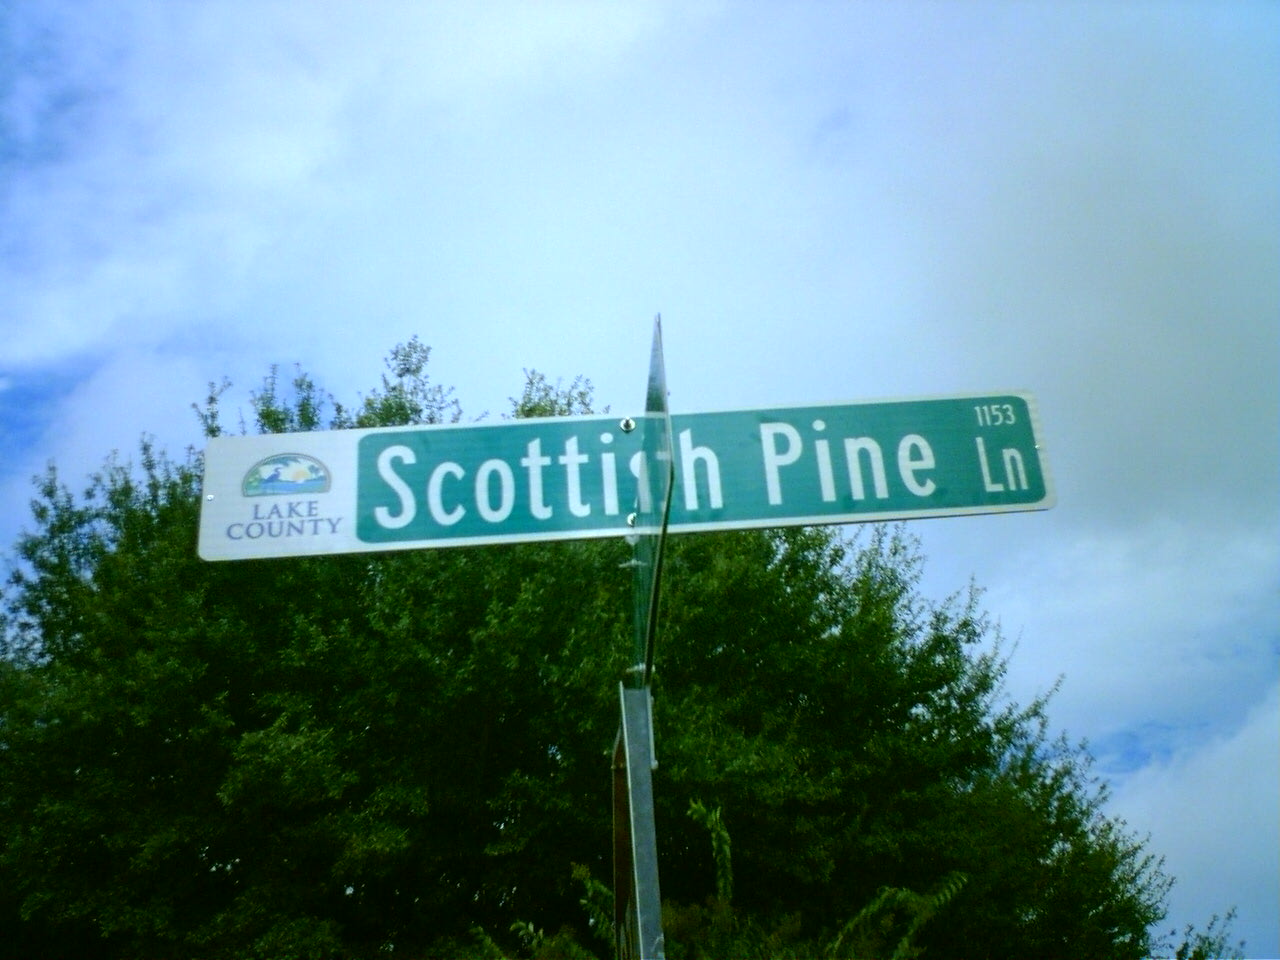 LAKE
COUNTY
Scottish Pine Ln
1153